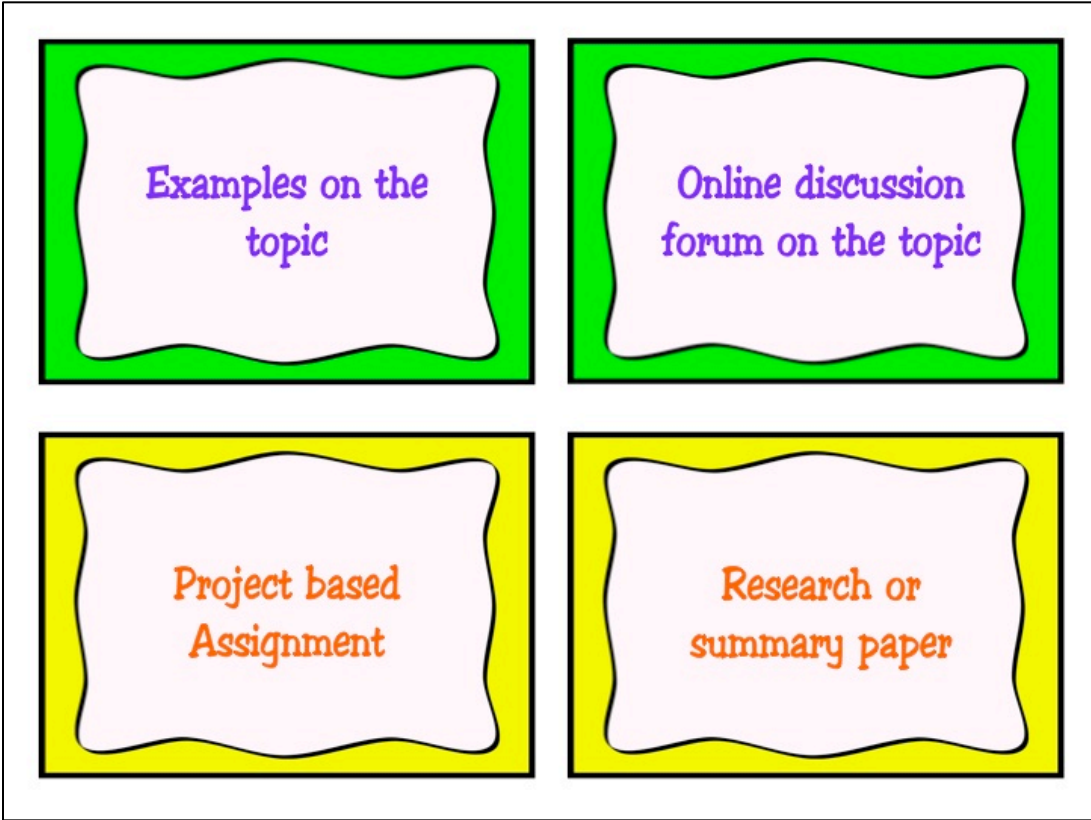 Examples on the
topic
Online discussion
forum on the topic
Project based
Assignment
Research or
summary paper